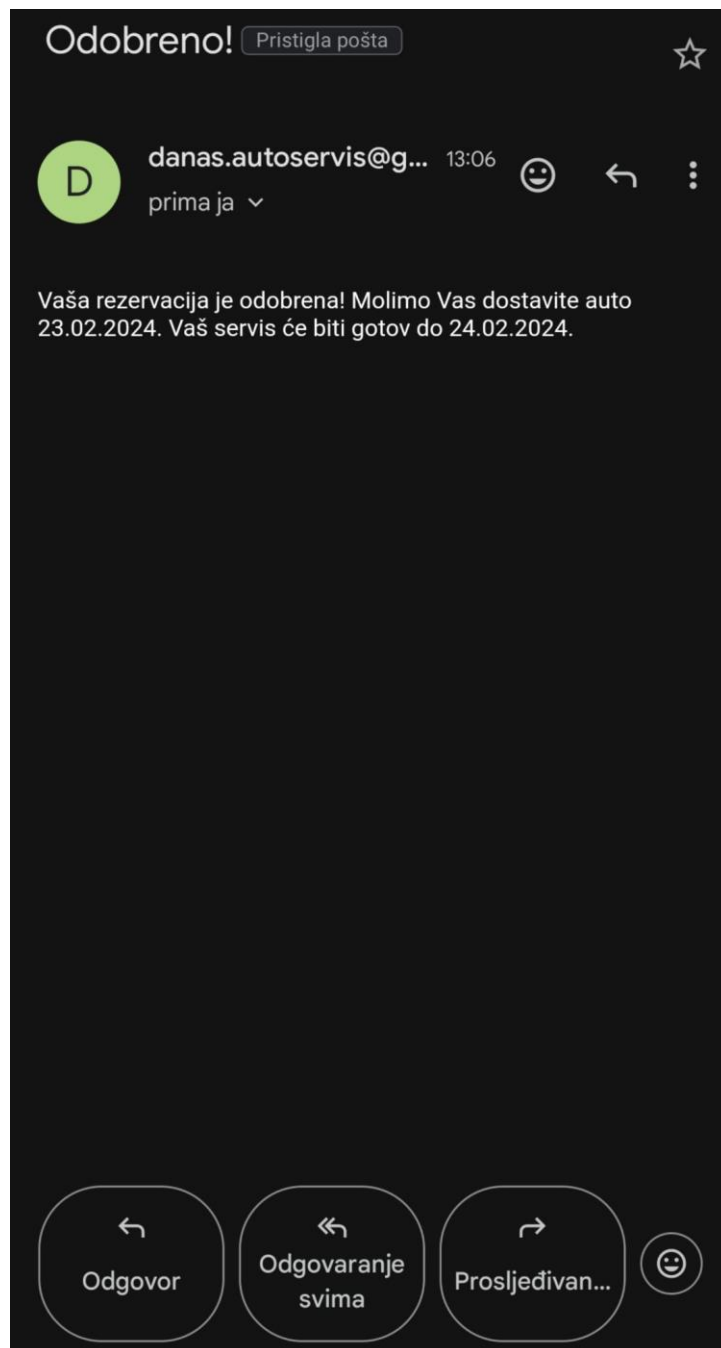 Odobreno! Pristigla pošta
D
danas.autoservis@g... 13:06
prima ja
Vaša rezervacija je odobrena! Molimo Vas dostavite auto
23.02.2024. Vaš servis će biti gotov do 24.02.2024.
Odgovor
Odgovaranje
svima
Prosljeđivan...